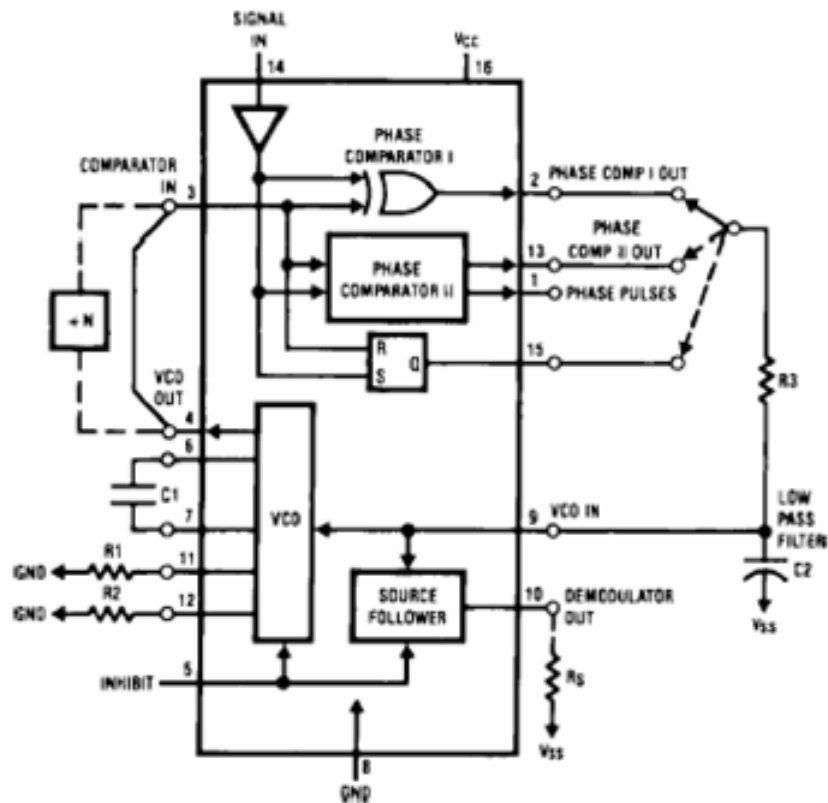 SIGNAL
IN
14
VCC
16
PHASE
COMPARATOR I
COMPARATOR
IN
3
2
PHASE COMP I OUT
PHASE
COMP II OUT
13
PHASE
COMPARATOR II
1
PHASE PULSES
÷N
R
S
Q
15
R3
VCO
OUT
4
6
C1
7
VCO
9
VCO IN
LOW
PASS
FILTER
C2
VSS
GND
R1
11
GND
R2
12
SOURCE
FOLLOWER
10
DEMODULATOR
OUT
RS
VSS
INHIBIT
5
8
GND